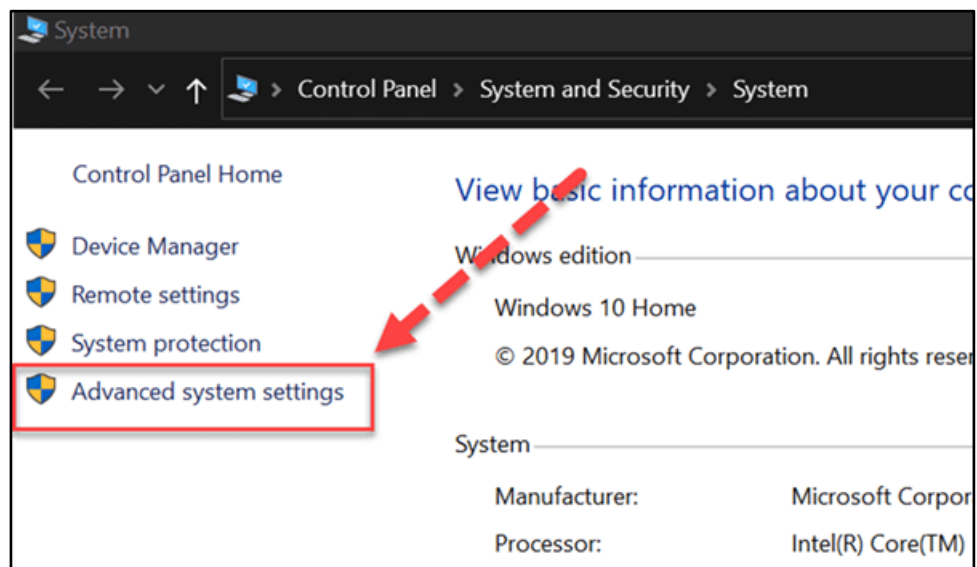 System
Control Panel > System and Security > System
Control Panel Home
Device Manager
Remote settings
System protection
Advanced system settings
View basic information about your co
Windows edition
Windows 10 Home
© 2019 Microsoft Corporation. All rights reser
System
Manufacturer: Microsoft Corpor
Processor: Intel(R) Core(TM)